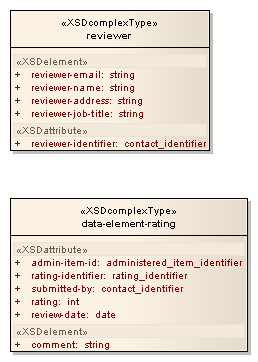 «XSDcomplexType»
reviewer
«XSDelement»
+ reviewer-email: string
+ reviewer-name: string
+ reviewer-address: string
+ reviewer-job-title: string
«XSDattribute»
+ reviewer-identifier: contact_identifier
«XSDcomplexType»
data-element-rating
«XSDattribute»
+ admin-item-id: administered_item_identifier
+ rating-identifier: rating_identifier
+ submitted-by: contact_identifier
+ rating: int
+ review-date: date
«XSDelement»
+ comment: string